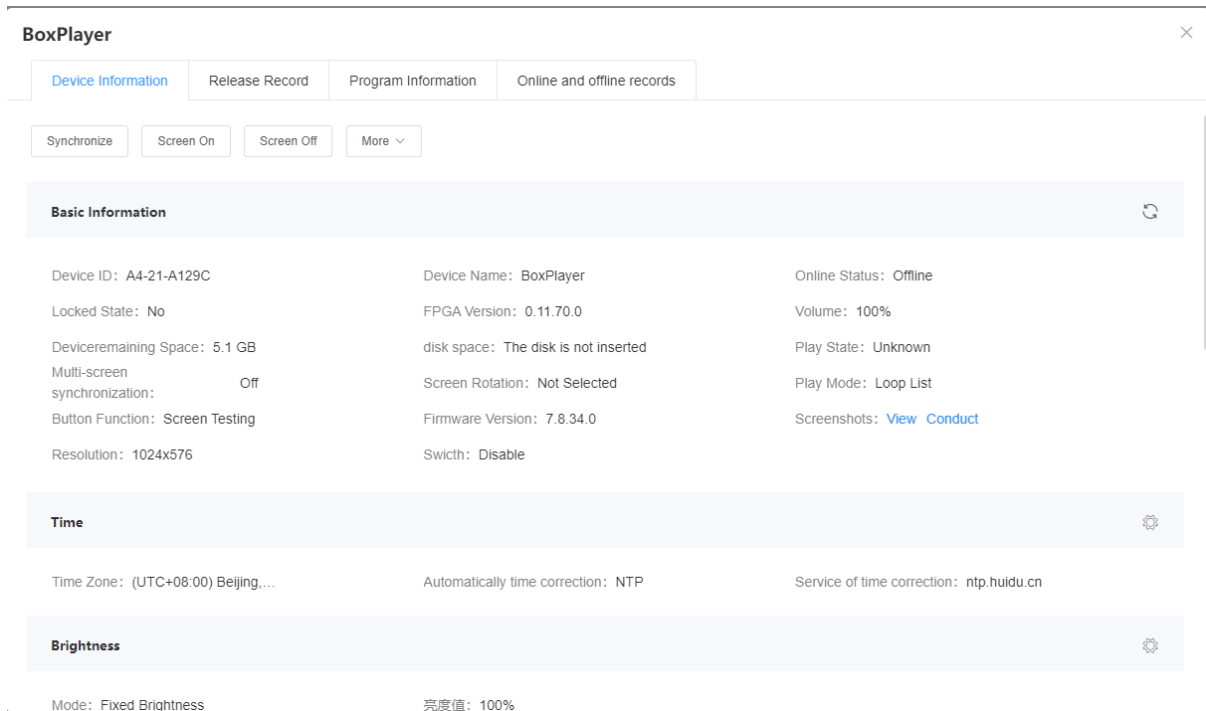 BoxPlayer
Device Information Release Record Program Information Online and offline records
Synchronize Screen On Screen Off More
Basic Information
Device ID： A4-21-A129C Device Name： BoxPlayer Online Status： Offline
Locked State： No FPGA Version： 0.11.70.0 Volume： 100%
Deviceremaining Space： 5.1 GB disk space： The disk is not inserted Play State： Unknown
Multi-screen
synchronization： Off Screen Rotation： Not Selected Play Mode： Loop List
Button Function： Screen Testing Firmware Version： 7.8.34.0 Screenshots： View Conduct
Resolution： 1024x576 Swicth： Disable
Time
Time Zone： (UTC+08:00) Beijing,... Automatically time correction： NTP Service of time correction： ntp.huidu.cn
Brightness
Mode： Fixed Brightness 亮度值： 100%